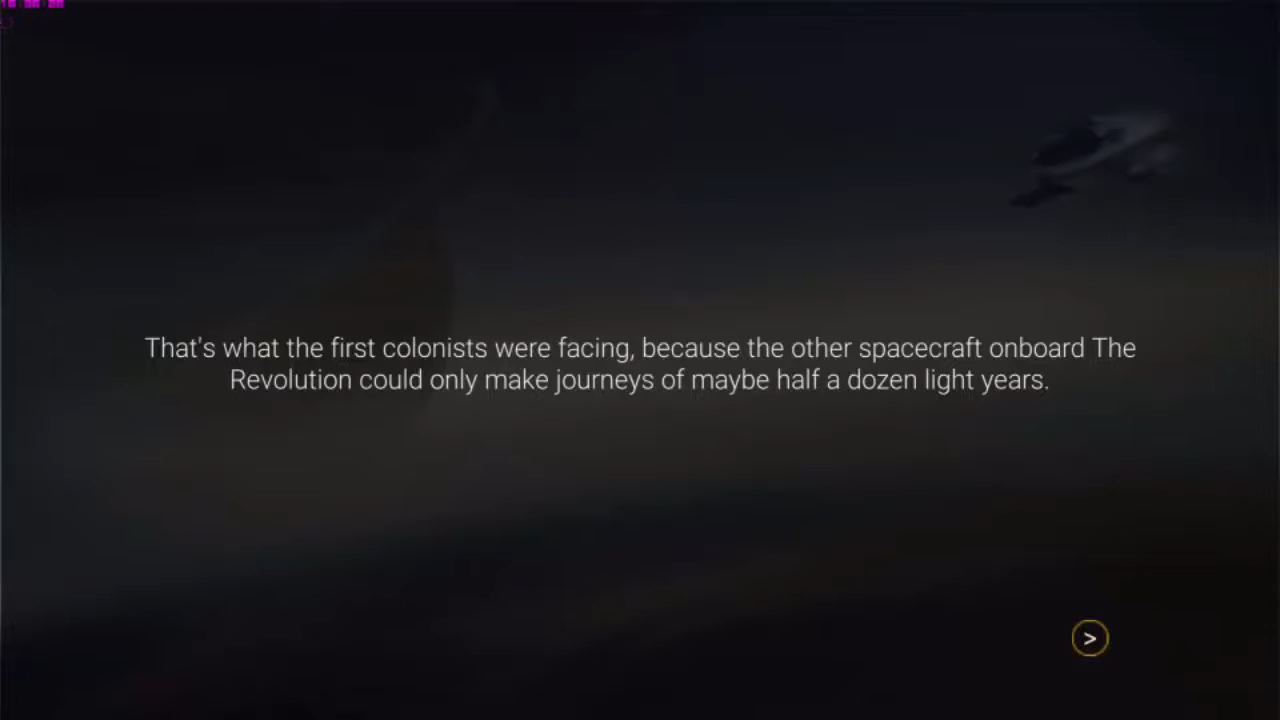 That's what the first colonists were facing, because the other spacecraft onboard The
Revolution could only make journeys of maybe half a dozen light years.
>